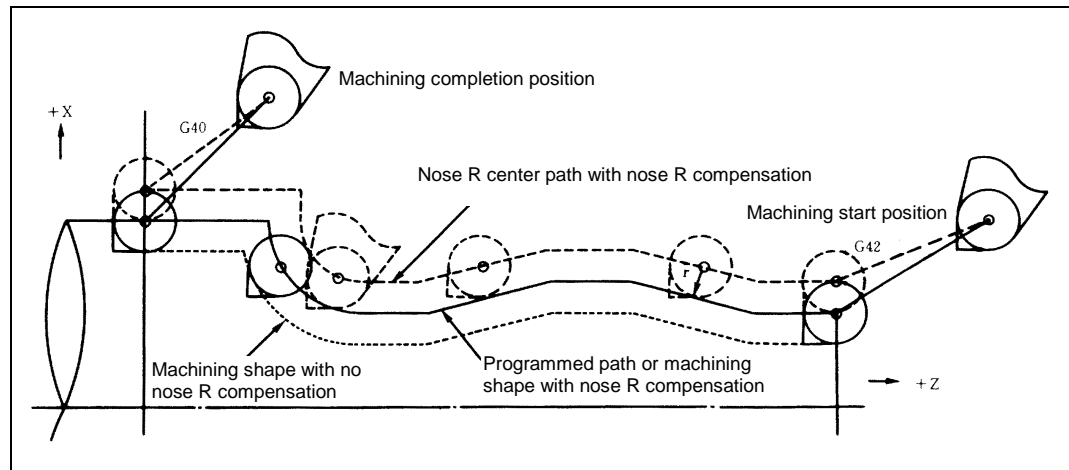 Machining completion position
+X
G40
Nose R center path with nose R compensation
Machining start position
G42
r
Machining shape with no
nose R compensation
Programmed path or machining
shape with nose R compensation
+Z